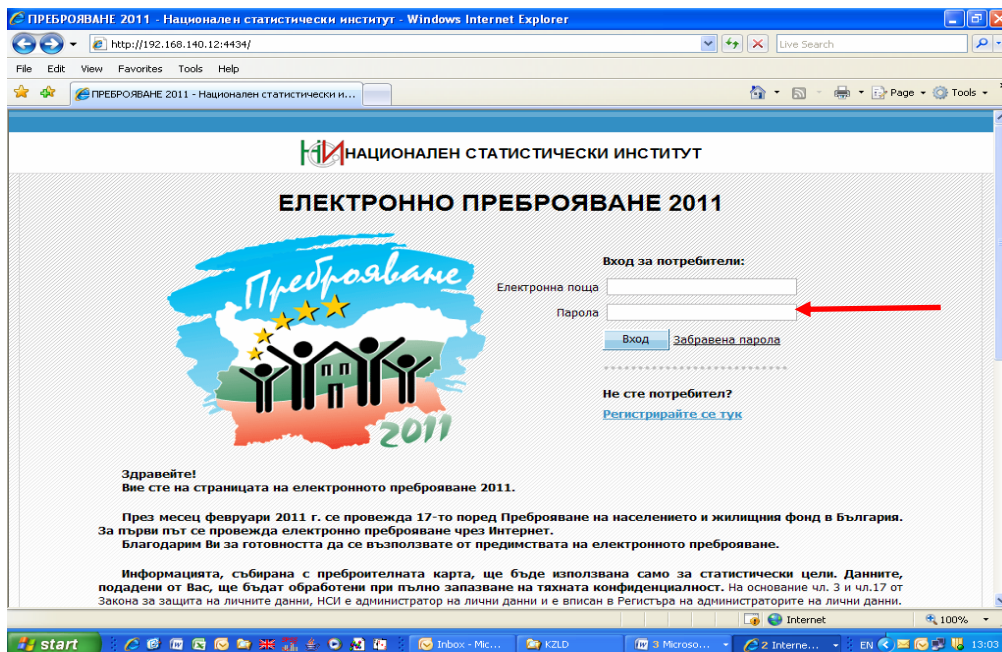 ПРЕБРОЯВАНЕ 2011 - Национален статистически институт - Windows Internet Explorer
http://192.168.140.12:4434/
Live Search
File Edit View Favorites Tools Help
ПРЕБРОЯВАНЕ 2011 - Национален статистически и...
Page
Tools
НАЦИОНАЛЕН СТАТИСТИЧЕСКИ ИНСТИТУТ
ЕЛЕКТРОННО ПРЕБРОЯВАНЕ 2011
Преброяване
2011
Вход за потребители:
Електронна поща
Парола
Вход Забравена парола
Не сте потребител?
Регистрирайте се тук
Здравейте!
Вие сте на страницата на електронното преброяване 2011.
През месец февруари 2011 г. се провежда 17-то поред Преброяване на населението и жилищния фонд в България.
За първи път се провежда електронно преброяване чрез Интернет.
Благодарим Ви за готовността да се възползвате от предимствата на електронното преброяване.
Информацията, събирана с преброителната карта, ще бъде използвана само за статистически цели. Данните,
подадени от Вас, ще бъдат обработени при пълно запазване на тяхната конфиденциалност. На основание чл. 3 и чл.17 от
Закона за защита на личните данни, НСИ е администратор на лични данни и е вписан в Регистъра на администраторите на лични данни.
Internet
100%
start
Inbox - Mic...
KZLD
3 Microso...
2 Interne...
EN
13:03